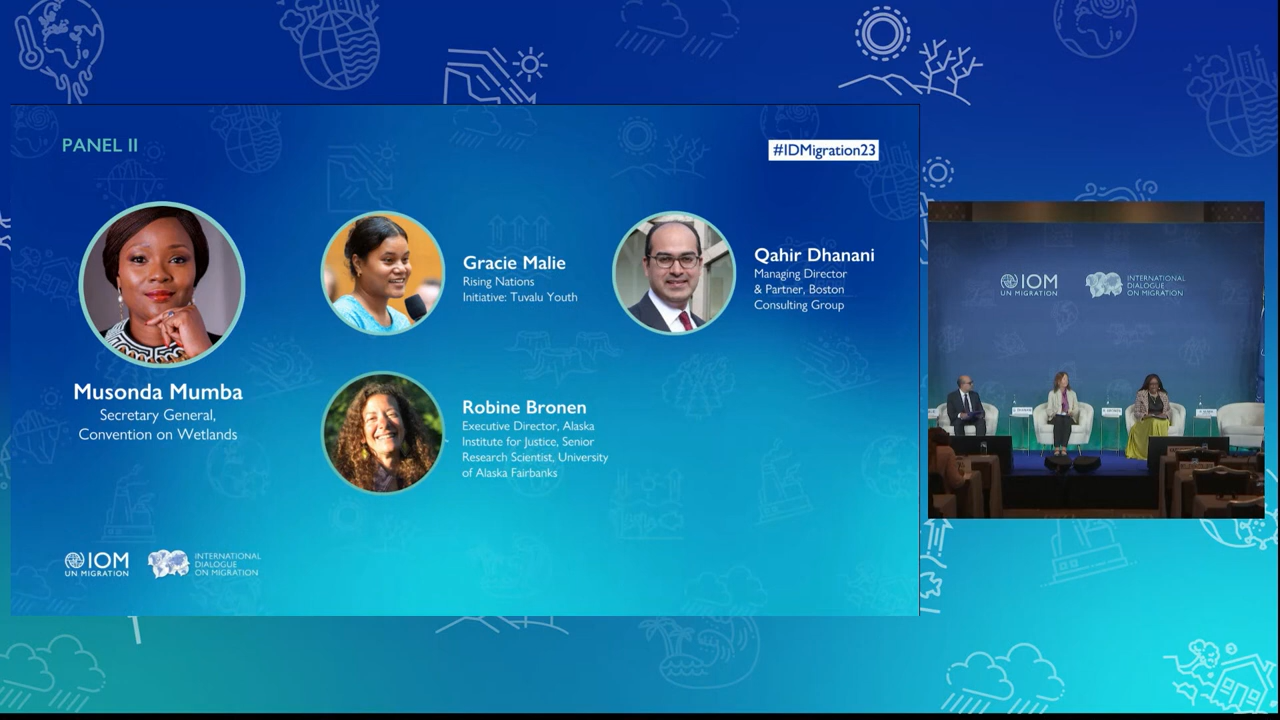 PANEL II
#IDMigration23
Musonda Mumba
Secretary General,
Convention on Wetlands
Gracie Malie
Rising Nations
Initiative: Tuvalu Youth
Qahir Dhanani
Managing Director
& Partner, Boston
Consulting Group
Robine Bronen
Executive Director, Alaska
Institute for Justice, Senior
Research Scientist, University
of Alaska Fairbanks
IOM
UN MIGRATION
INTERNATIONAL
DIALOGUE
ON MIGRATION
IOM
UN MIGRATION
INTERNATIONAL
DIALOGUE
ON MIGRATION